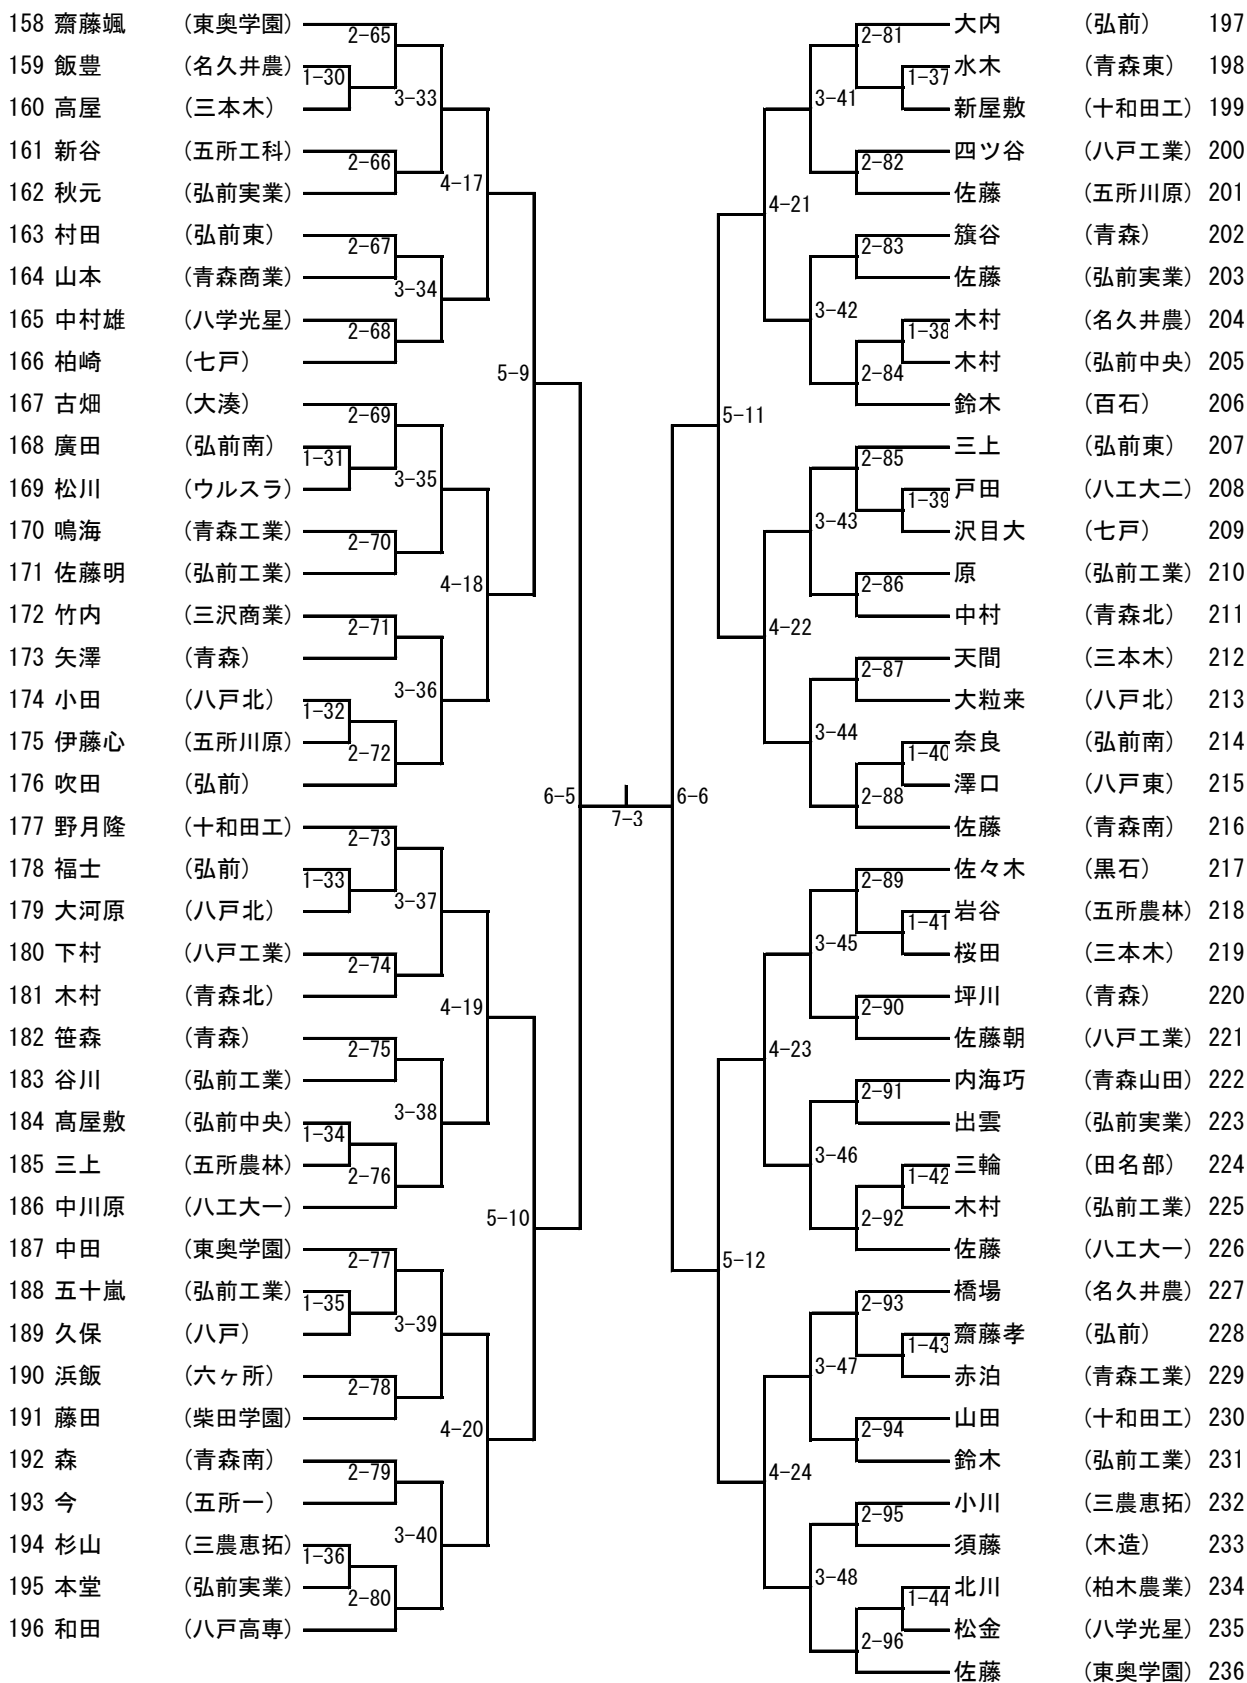 158 齋藤颯 (東奥学園)
159 飯豊 (名久井農)
160 高屋 (三本木)
161 新谷 (五所工科)
162 秋元 (弘前実業)
163 村田 (弘前東)
164 山本 (青森商業)
165 中村雄 (八学光星)
166 柏崎 (七戸)
167 古畑 (大湊)
168 廣田 (弘前南)
169 松川 (ウルスラ)
170 鳴海 (青森工業)
171 佐藤明 (弘前工業)
172 竹内 (三沢商業)
173 矢澤 (青森)
174 小田 (八戸北)
175 伊藤心 (五所川原)
176 吹田 (弘前)
177 野月隆 (十和田工)
178 福士 (弘前)
179 大河原 (八戸北)
180 下村 (八戸工業)
181 木村 (青森北)
182 笹森 (青森)
183 谷川 (弘前工業)
184 髙屋敷 (弘前中央)
185 三上 (五所農林)
186 中川原 (八工大一)
187 中田 (東奥学園)
188 五十嵐 (弘前工業)
189 久保 (八戸)
190 浜飯 (六ヶ所)
191 藤田 (柴田学園)
192 森 (青森南)
193 今 (五所一)
194 杉山 (三農恵拓)
195 本堂 (弘前実業)
196 和田 (八戸高専)
1-30
1-31
1-32
1-33
1-34
1-35
1-36
2-65
2-66
2-67
2-68
2-69
2-70
2-71
2-72
2-73
2-74
2-75
2-76
2-77
2-78
2-79
2-80
3-33
3-34
3-35
3-36
3-37
3-38
3-39
3-40
4-17
4-18
4-19
4-20
5-9
5-10
6-5
7-3
6-6
5-11
5-12
4-21
4-22
4-23
4-24
3-41
3-42
3-43
3-44
3-45
3-46
3-47
3-48
2-81
2-82
2-83
2-84
2-85
2-86
2-87
2-88
2-89
2-90
2-91
2-92
2-93
2-94
2-95
2-96
1-37
1-38
1-39
1-40
1-41
1-42
1-43
1-44
大内 (弘前) 197
水木 (青森東) 198
新屋敷 (十和田工) 199
四ツ谷 (八戸工業) 200
佐藤 (五所川原) 201
籏谷 (青森) 202
佐藤 (弘前実業) 203
木村 (名久井農) 204
木村 (弘前中央) 205
鈴木 (百石) 206
三上 (弘前東) 207
戸田 (八工大二) 208
沢目大 (七戸) 209
原 (弘前工業) 210
中村 (青森北) 211
天間 (三本木) 212
大粒来 (八戸北) 213
奈良 (弘前南) 214
澤口 (八戸東) 215
佐藤 (青森南) 216
佐々木 (黒石) 217
岩谷 (五所農林) 218
桜田 (三本木) 219
坪川 (青森) 220
佐藤朝 (八戸工業) 221
内海巧 (青森山田) 222
出雲 (弘前実業) 223
三輪 (田名部) 224
木村 (弘前工業) 225
佐藤 (八工大一) 226
橋場 (名久井農) 227
齋藤孝 (弘前) 228
赤泊 (青森工業) 229
山田 (十和田工) 230
鈴木 (弘前工業) 231
小川 (三農恵拓) 232
須藤 (木造) 233
北川 (柏木農業) 234
松金 (八学光星) 235
佐藤 (東奥学園) 236